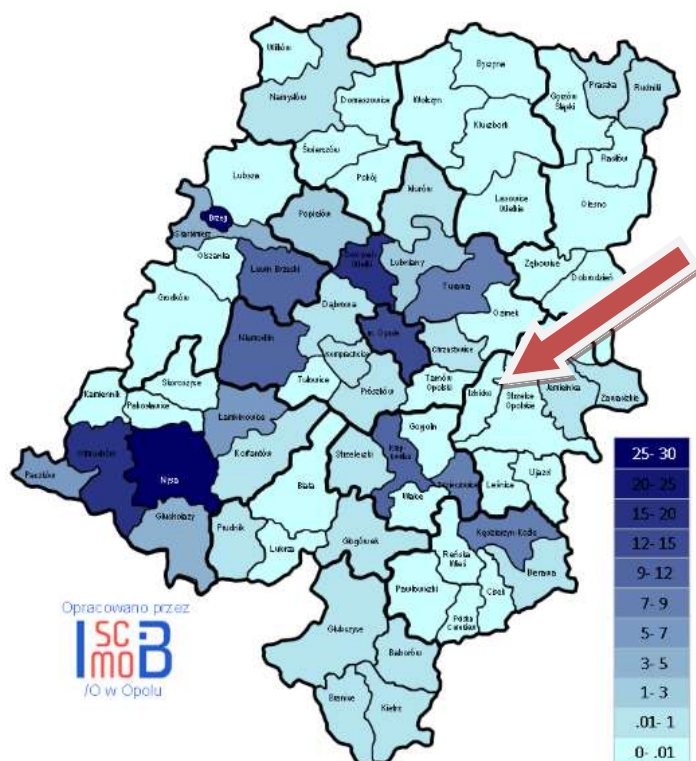 Wilków
Byczyna
Namysłów
Domaszowice
Wołczyn
Gorzów
Śląski
Praszka
Rudniki
Kluczbork
Świerczów
Radłów
Pokój
Lubsza
Murów
Lasowice
Wielkie
Olesno
Brzeg
Popielów
Skarbimierz
Olszanka
Lewin Brzeski
Wielki
Łubniany
Turawa
Zębowice
Dobrodzień
Grodków
Dąbrowa
Ozimek
Niemodlin
m. Opole
Komprachcice
Chrząstowice
Tułowice
Prószków
Tarnów
Opolski
Izbicko
Strzelce
Opolskie
Jemielnica
Zawadzkie
Kamiennik
Skoroszyce
Pakosławice
Łambinowice
Gogolin
Korfantów
Strzeleczki
Paczków
Nysa
Biała
Walce
Leśnica
Ujazd
Głuchołazy
Prudnik
Lubrza
Głogówek
Kędzierzyn-Koźle
Reńska
Wieś
Bierawa
Pawłowiczki
Cisek
Polska
Cerekiew
Głubczyce
Baborów
Branice
Kietrz
25- 30
20- 25
15- 20
12- 15
9- 12
7- 9
5- 7
3- 5
1- 3
.01- 1
0- .01
Opracowano przez
ISCMOiB
/O w Opolu